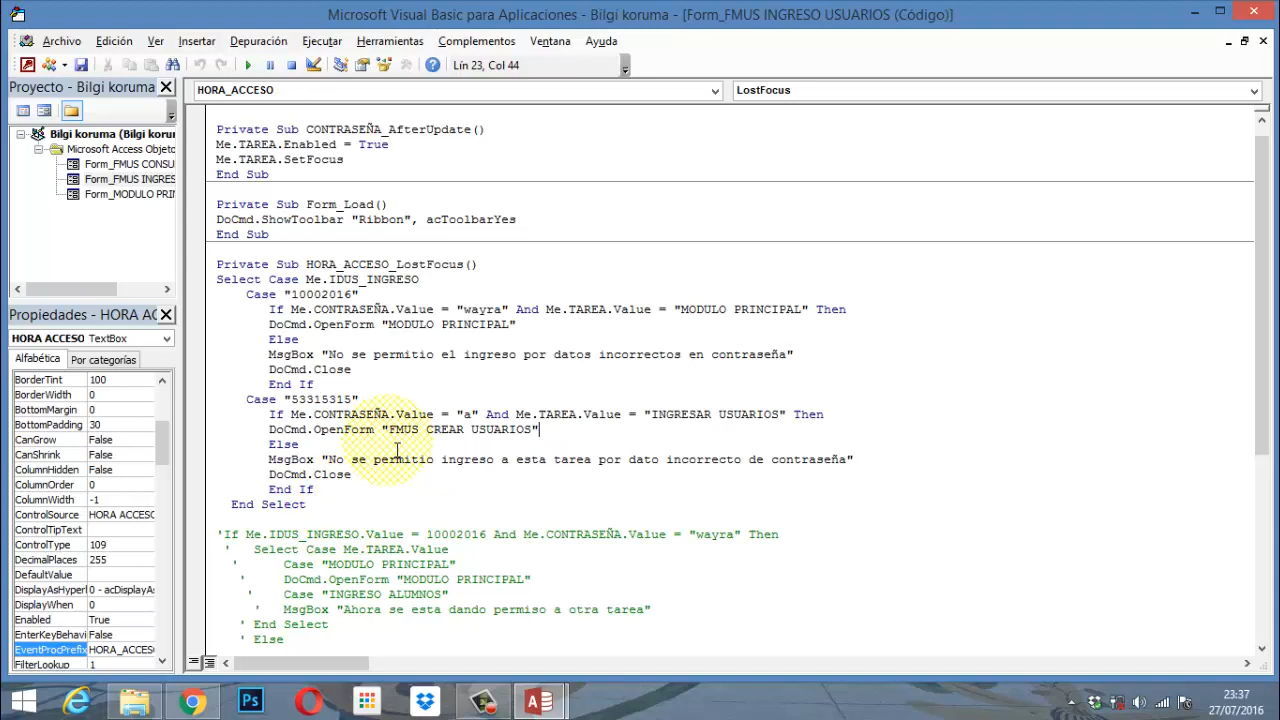 Microsoft Visual Basic para Aplicaciones - Bilgi koruma - [Form_FMUS INGRESO USUARIOS (Código)]
Archivo Edición Ver Insertar Depuración Ejecutar Herramientas Complementos Ventana Ayuda
Lín 23, Col 44
Proyecto - Bilgi koruma
HORA_ACCESO
LostFocus
Bilgi koruma (Bilgi korum
Microsoft Access Objeto
Form_FMUS CONSU
Form_FMUS INGRES
Form_MODULO PRIN
Propiedades - HORA AC
HORA ACCESO TextBox
Alfabética Por categorías
BorderTint 100
BorderWidth 0
BottomMargin 0
BottomPadding 30
CanGrow False
CanShrink False
ColumnHidden False
ColumnOrder 0
ColumnWidth -1
ControlSource HORA ACCESO
ControlTipText
ControlType 109
DecimalPlaces 255
DefaultValue
DisplayAsHyperl 0 - acDisplayAs
DisplayWhen 0
Enabled True
EnterKeyBehavi False
EventProcPrefix HORA_ACCESO
FilterLookup 1
Private Sub CONTRASEÑA_AfterUpdate()
Me.TAREA.Enabled = True
Me.TAREA.SetFocus
End Sub
Private Sub Form_Load()
DoCmd.ShowToolbar "Ribbon", acToolbarYes
End Sub
Private Sub HORA_ACCESO_LostFocus()
Select Case Me.IDUS_INGRESO
Case "10002016"
If Me.CONTRASEÑA.Value = "wayra" And Me.TAREA.Value = "MODULO PRINCIPAL" Then
DoCmd.OpenForm "MODULO PRINCIPAL"
Else
MsgBox "No se permitio el ingreso por datos incorrectos en contraseña"
DoCmd.Close
End If
Case "53315315"
If Me.CONTRASEÑA.Value = "a" And Me.TAREA.Value = "INGRESAR USUARIOS" Then
DoCmd.OpenForm "FMUS CREAR USUARIOS"
Else
MsgBox "No se permitio ingreso a esta tarea por dato incorrecto de contraseña"
DoCmd.Close
End If
End Select
'If Me.IDUS_INGRESO.Value = 10002016 And Me.CONTRASEÑA.Value = "wayra" Then
' Select Case Me.TAREA.Value
' Case "MODULO PRINCIPAL"
' DoCmd.OpenForm "MODULO PRINCIPAL"
' Case "INGRESO ALUMNOS"
' MsgBox "Ahora se esta dando permiso a otra tarea"
' End Select
' Else
23:37
27/07/2016